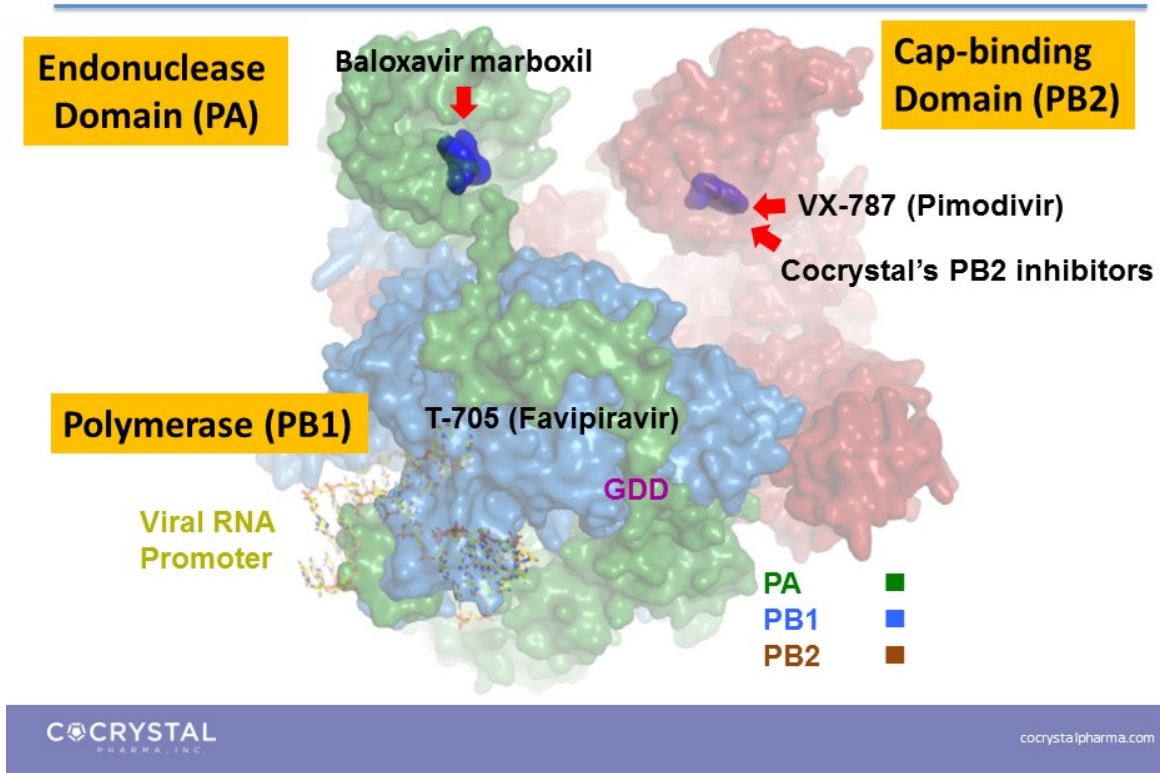 Endonuclease
Domain (PA)
Baloxavir marboxil
Cap-binding
Domain (PB2)
VX-787 (Pimodivir)
Cocrystal's PB2 inhibitors
Polymerase (PB1)
T-705 (Favipiravir)
GDD
Viral RNA
Promoter
PA
PB1
PB2
COCRYSTAL
PHARMA, INC.
cocrystalpharma.com